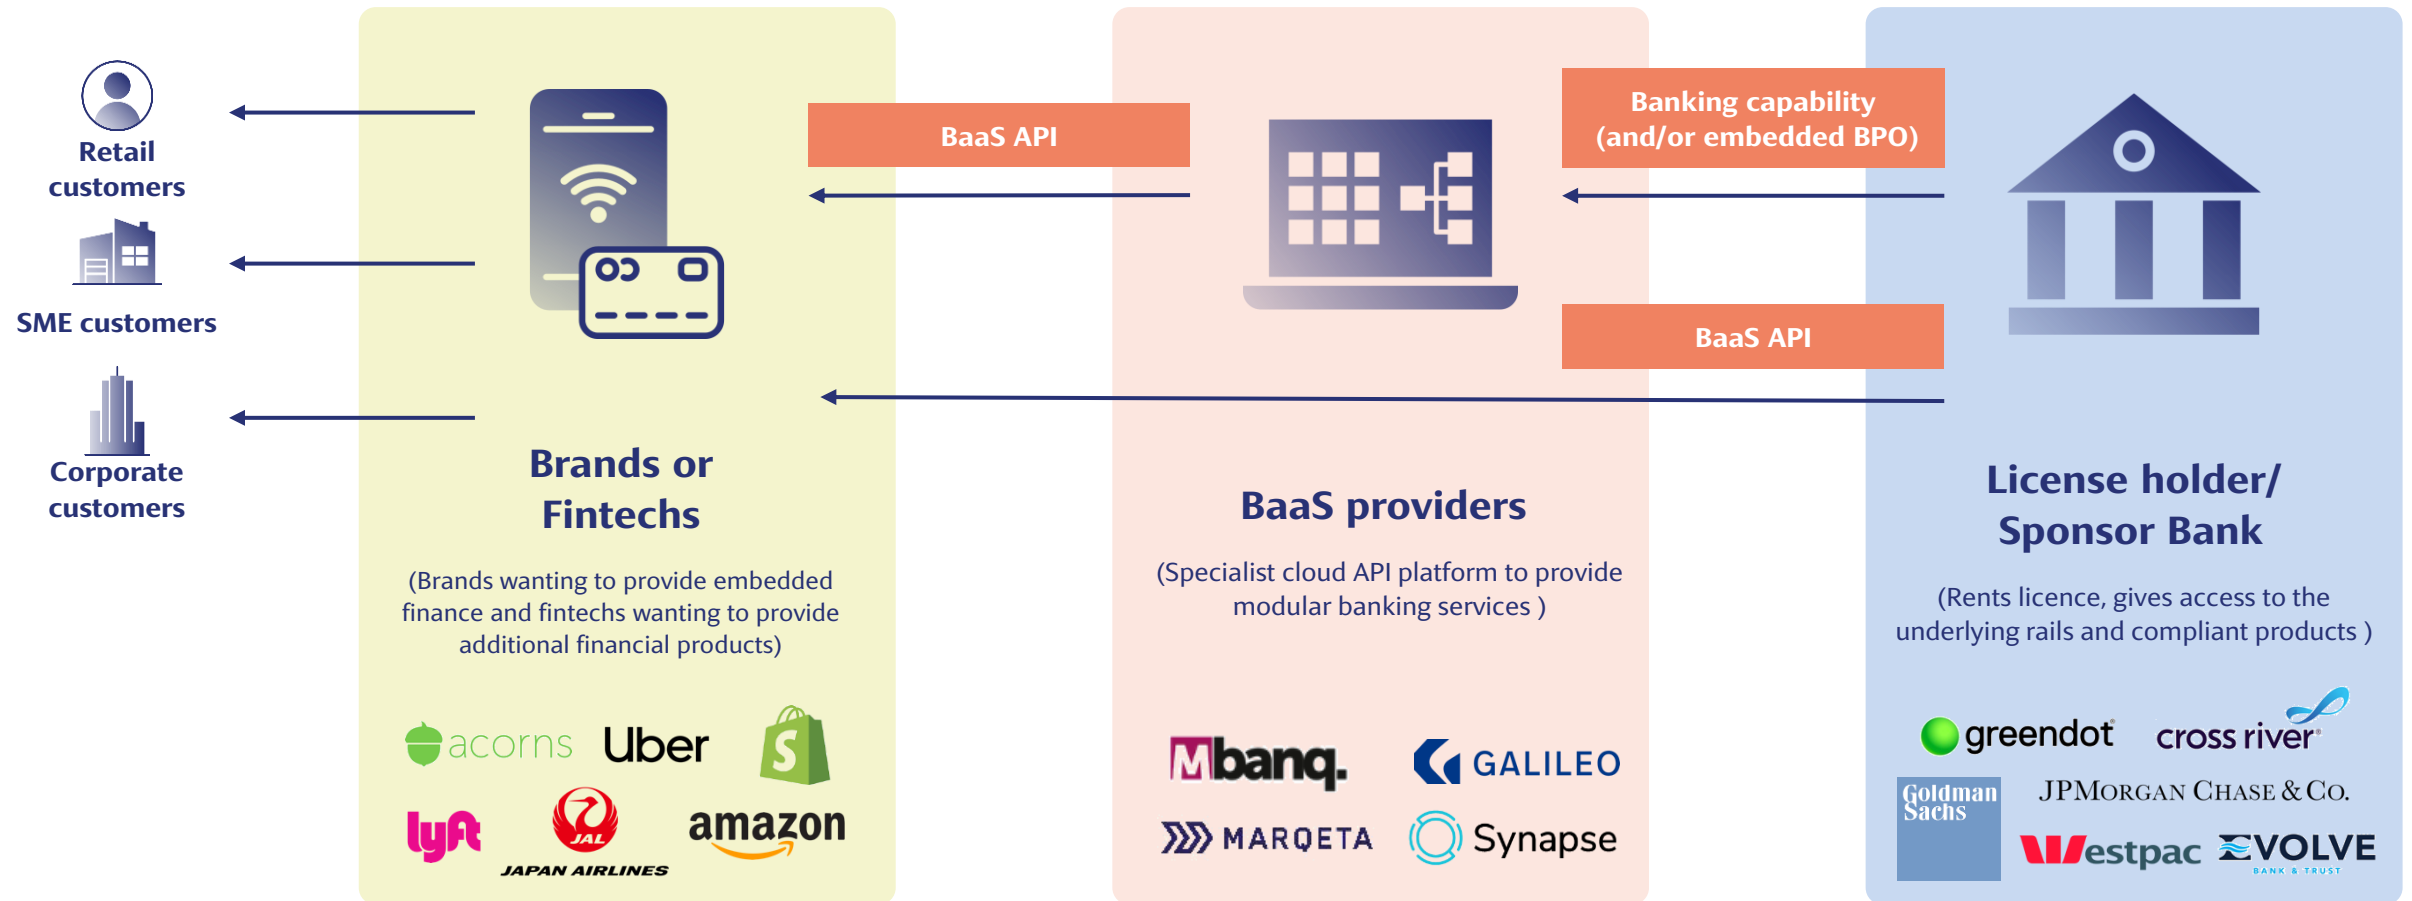 Retail
customers
SME customers
Corporate
customers
BaaS API
Banking capability
(and/or embedded BPO)
BaaS API
Brands or
Fintechs
(Brands wanting to provide embedded
finance and fintechs wanting to provide
additional financial products)
acorns
Uber
S
lyft
JAL
JAPAN AIRLINES
amazon
BaaS providers
(Specialist cloud API platform to provide
modular banking services )
Mbanq.
GALILEO
MARQETA
Synapse
License holder/
Sponsor Bank
(Rents licence, gives access to the
underlying rails and compliant products )
greendot
cross river
Goldman
Sachs
JPMORGAN CHASE & CO.
Westpac
EVOLVE
BANK & TRUST